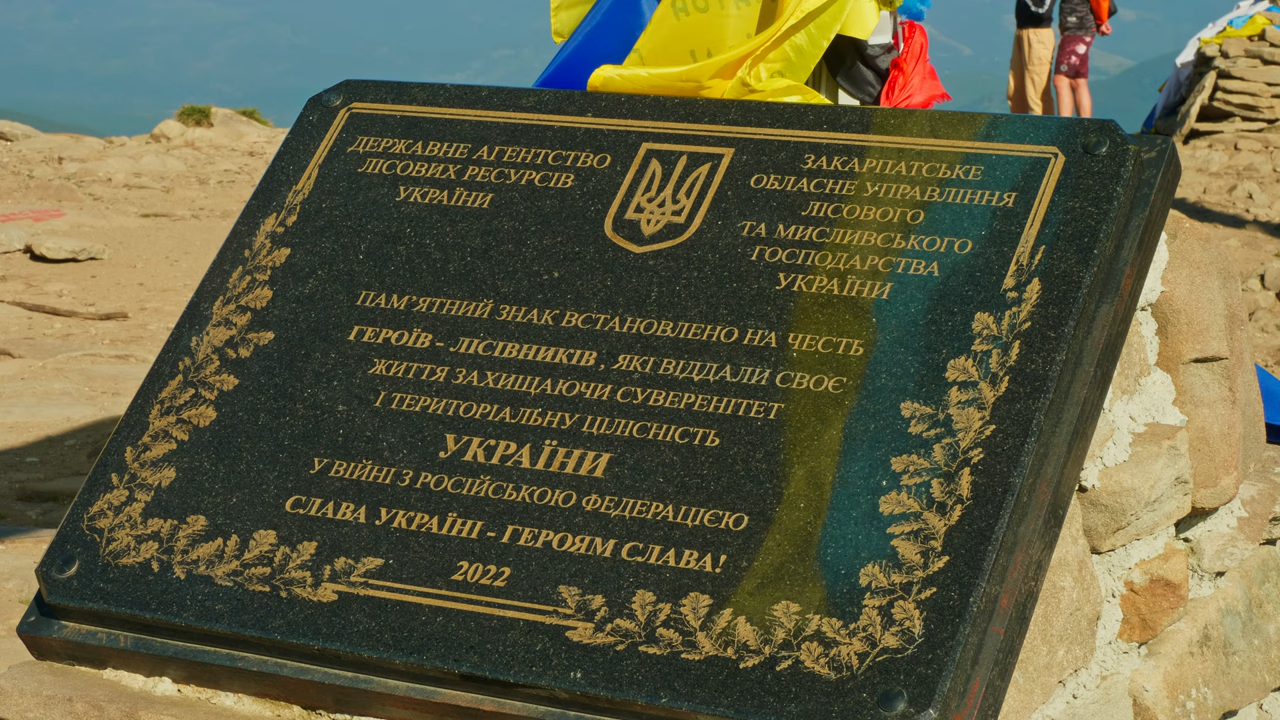 ДЕРЖАВНЕ АГЕНТСТВО
ЛІСОВИХ РЕСУРСІВ
УКРАЇНИ
ЗАКАРПАТСЬКЕ
ОБЛАСНЕ УПРАВЛІННЯ
ЛІСОВОГО
ТА МИСЛИВСЬКОГО
ГОСПОДАРСТВА
УКРАЇНИ
ПАМ’ЯТНИЙ ЗНАК ВСТАНОВЛЕНО НА ЧЕСТЬ
ГЕРОЇВ - ЛІСІВНИКІВ , ЯКІ ВІДДАЛИ СВОЄ
ЖИТТЯ ЗАХИЩАЮЧИ СУВЕРЕНІТЕТ
І ТЕРИТОРІАЛЬНУ ЦІЛІСНІСТЬ
УКРАЇНИ
У ВІЙНІ З РОСІЙСЬКОЮ ФЕДЕРАЦІЄЮ
СЛАВА УКРАЇНІ - ГЕРОЯМ СЛАВА!
2022